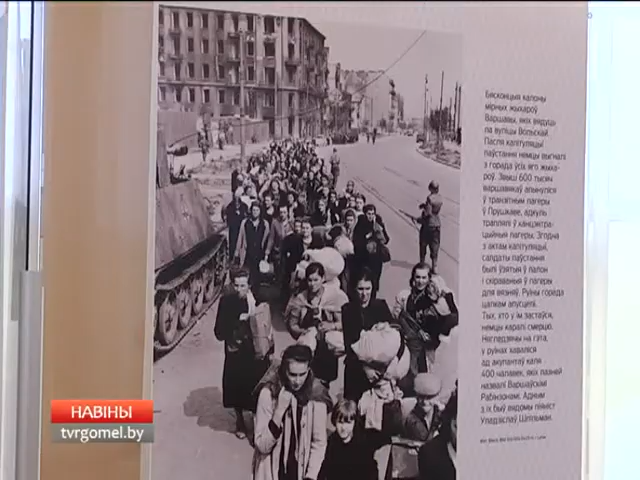 Бясконцыя калоны
мірных жыхароў
Варшавы, якіх вядуць
па вуліцы Вольскай.
Пасля капітуляцыі
паўстання немцы выгналі
з горада ўсіх яго жыха-
роў. Звыш 600 тысяч
варшавякаў апынуліся
ў транзітным лагеры
ў Прушкаве, адкуль
траплялі ў канцэнтра-
цыйныя лагеры. Згодна
з актам капітуляцыі,
салдаты паўстання
былі ўзятыя ў палон
і скіраваныя ў лагеры
для вязняў. Руіны горада
цалкам апусцелі.
Тых, хто ў ім застаўся,
немцы каралі смерцю.
Нягледзячы на гэта,
у руінах хаваліся
ад акупантаў каля
400 чалавек, якіх пазней
назвалі Варшаўскімі
Рабінзонамі. Адным
з іх быў вядомы піяніст
Уладзіслаў Шпільман.
НАВІНЫ
tvrgomel.by